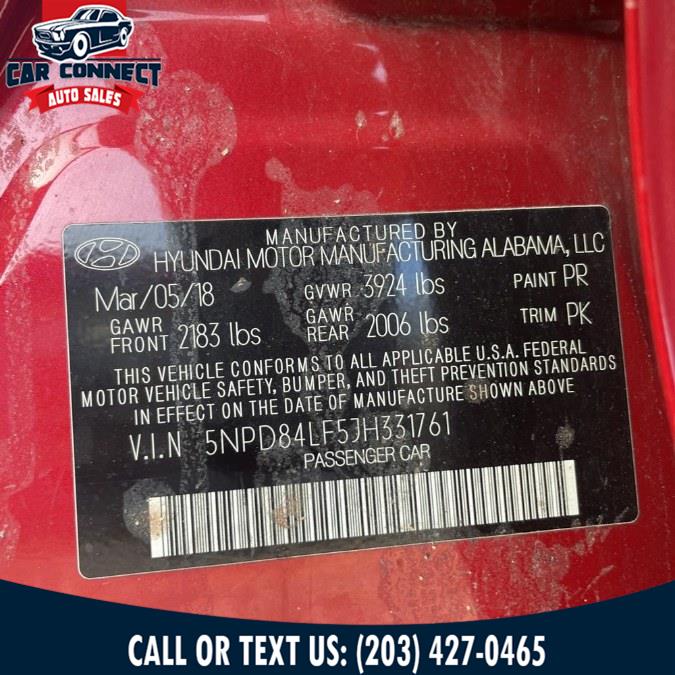 CAR CONNECT
AUTO SALES
MANUFACTURED BY
HYUNDAI MOTOR MANUFACTURING ALABAMA, LLC
Mar/05/18 GVWR 3924 lbs PAINT PR
GAWR FRONT 2183 lbs GAWR REAR 2006 lbs TRIM PK
THIS VEHICLE CONFORMS TO ALL APPLICABLE U.S.A. FEDERAL
MOTOR VEHICLE SAFETY, BUMPER, AND THEFT PREVENTION STANDARDS
IN EFFECT ON THE DATE OF MANUFACTURE SHOWN ABOVE
V.I.N 5NPD84LF5JH331761
PASSENGER CAR
CALL OR TEXT US: (203) 427-0465